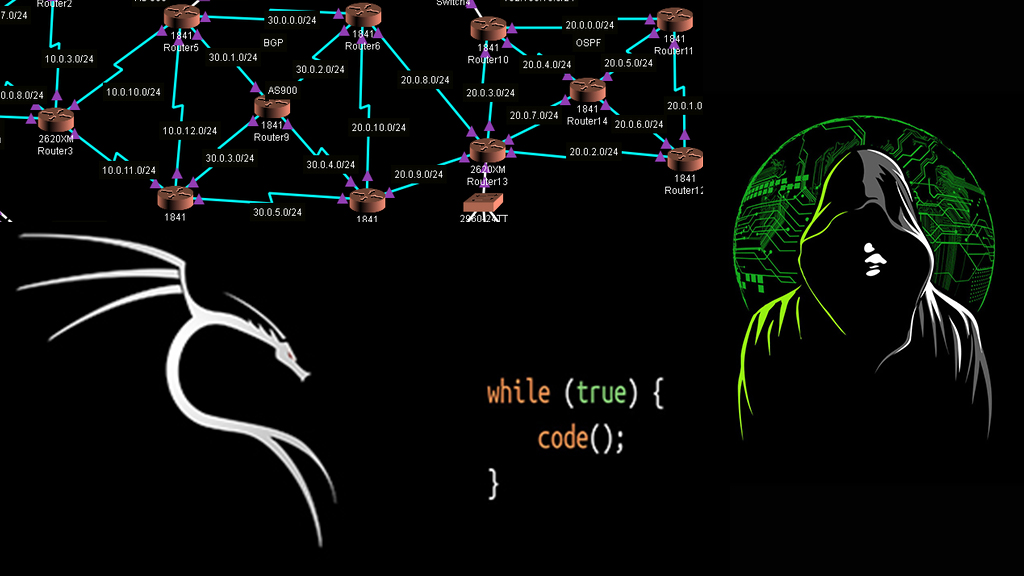 Router2
7.0/24
Switch4
30.0.0.0/24
20.0.0.0/24
1841
Router5
1841
Router6
1841
Router10
1841
Router11
BGP
OSPF
10.0.3.0/24
30.0.1.0/24
30.0.2.0/24
20.0.4.0/24
20.0.5.0/24
20.0.8.0/24
0.0.8.0/24
10.0.10.0/24
AS900
20.0.3.0/24
1841
Router14
20.0.1.0
1841
Router9
20.0.7.0/24
20.0.6.0/24
10.0.12.0/24
20.0.10.0/24
2620XM
Router3
30.0.3.0/24
30.0.4.0/24
20.0.2.0/24
10.0.11.0/24
20.0.9.0/24
2620XM
Router13
1841
Router12
1841
30.0.5.0/24
1841
2960-24TT
while (true) {
code();
}